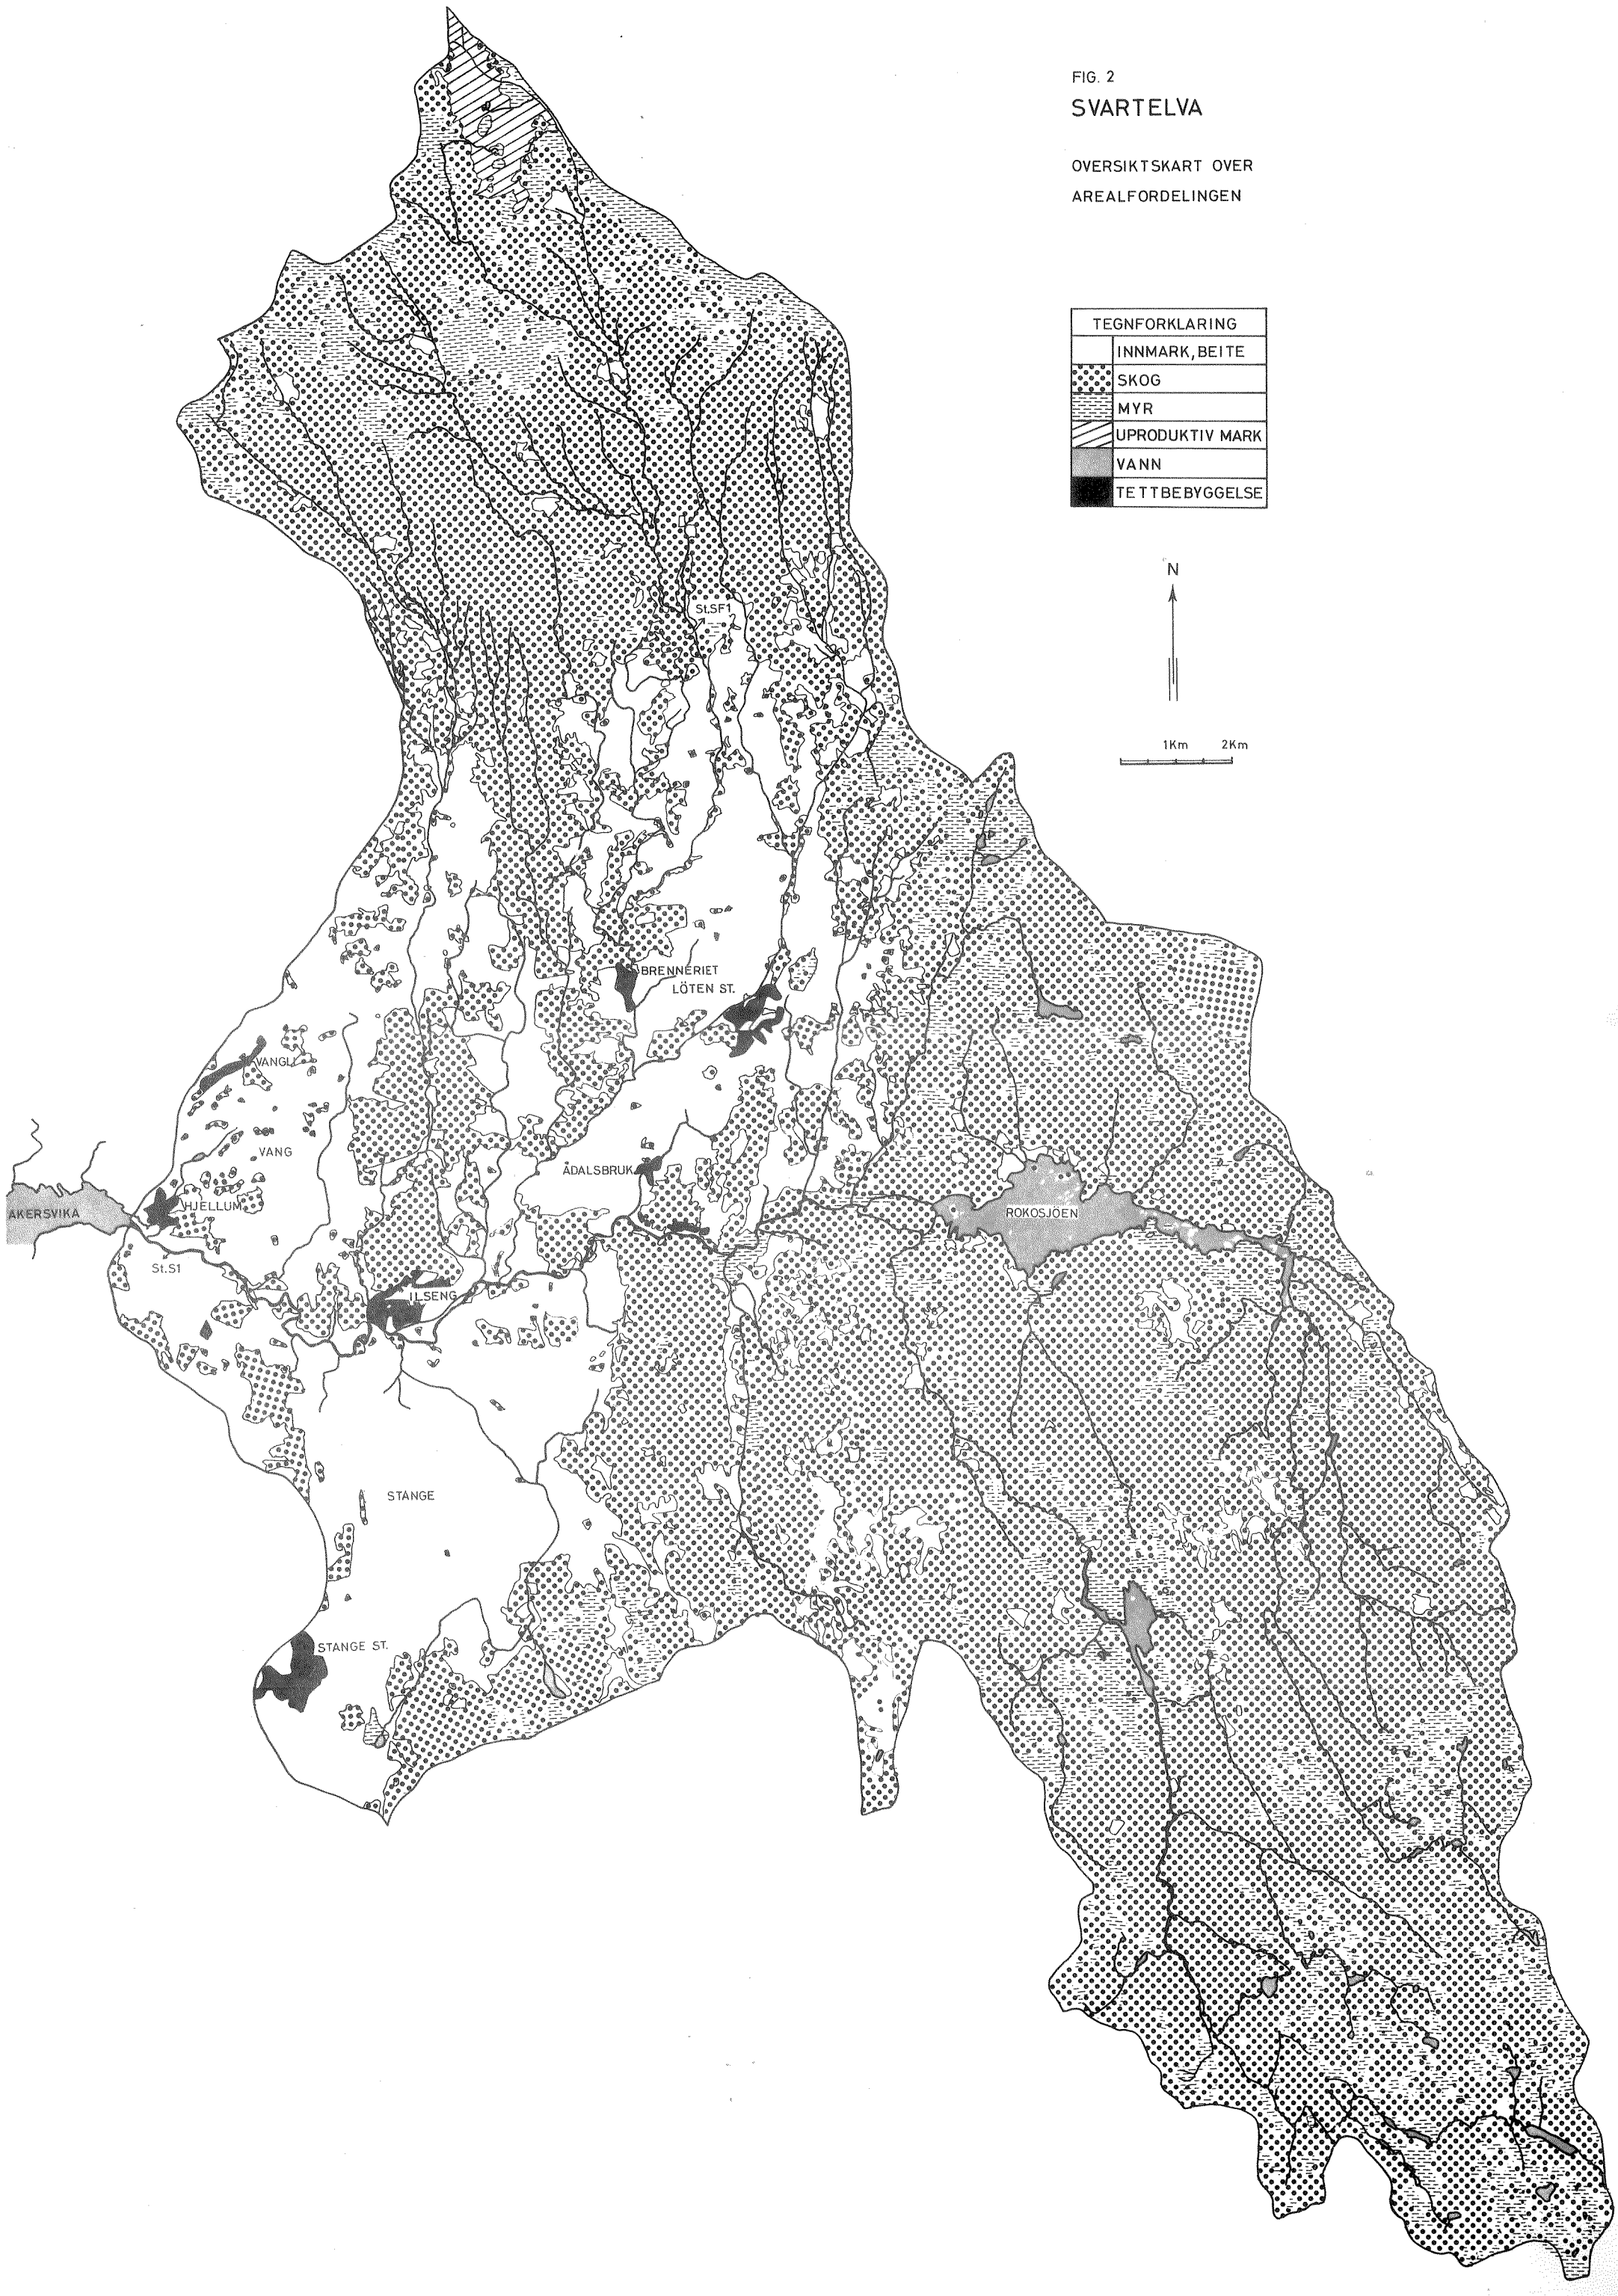 FIG. 2
SVARTELVA
OVERSIKTSKART OVER
AREALFORDELINGEN
TEGNFORKLARING
INNMARK, BEITE
SKOG
MYR
UPRODUKTIV MARK
VANN
TETTBEBYGGELSE
N
1Km 2Km
St.SF1
BRENNERIET
LÖTEN ST.
VANGLI
VANG
ÅDALSBRUK
HJELLUM
AKERSVIKA
ROKOSJÖEN
St.S1
ILSENG
STANGE
STANGE ST.